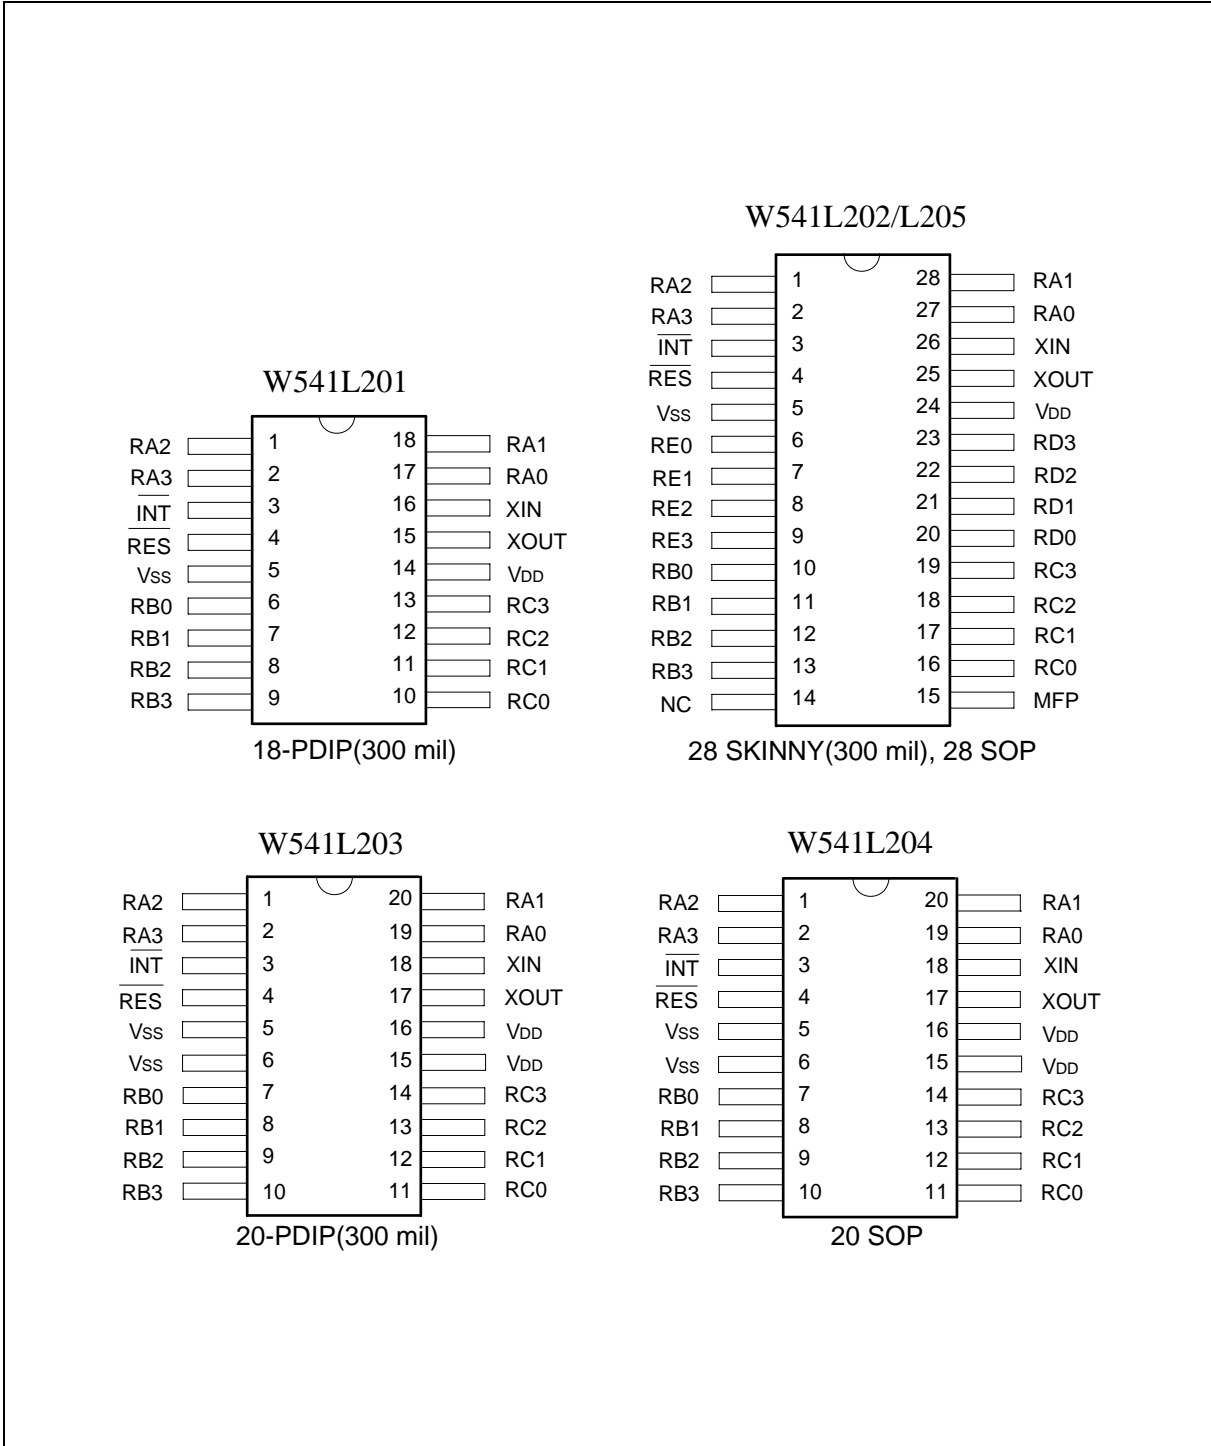 W541L202/L205
RA2 1 28 RA1
RA3 2 27 RA0
INT 3 26 XIN
RES 4 25 XOUT
VSS 5 24 VDD
RE0 6 23 RD3
RE1 7 22 RD2
RE2 8 21 RD1
RE3 9 20 RD0
RB0 10 19 RC3
RB1 11 18 RC2
RB2 12 17 RC1
RB3 13 16 RC0
NC 14 15 MFP
28 SKINNY(300 mil), 28 SOP
W541L201
RA2 1 18 RA1
RA3 2 17 RA0
INT 3 16 XIN
RES 4 15 XOUT
VSS 5 14 VDD
RB0 6 13 RC3
RB1 7 12 RC2
RB2 8 11 RC1
RB3 9 10 RC0
18-PDIP(300 mil)
W541L203
RA2 1 20 RA1
RA3 2 19 RA0
INT 3 18 XIN
RES 4 17 XOUT
VSS 5 16 VDD
VSS 6 15 VDD
RB0 7 14 RC3
RB1 8 13 RC2
RB2 9 12 RC1
RB3 10 11 RC0
20-PDIP(300 mil)
W541L204
RA2 1 20 RA1
RA3 2 19 RA0
INT 3 18 XIN
RES 4 17 XOUT
VSS 5 16 VDD
VSS 6 15 VDD
RB0 7 14 RC3
RB1 8 13 RC2
RB2 9 12 RC1
RB3 10 11 RC0
20 SOP